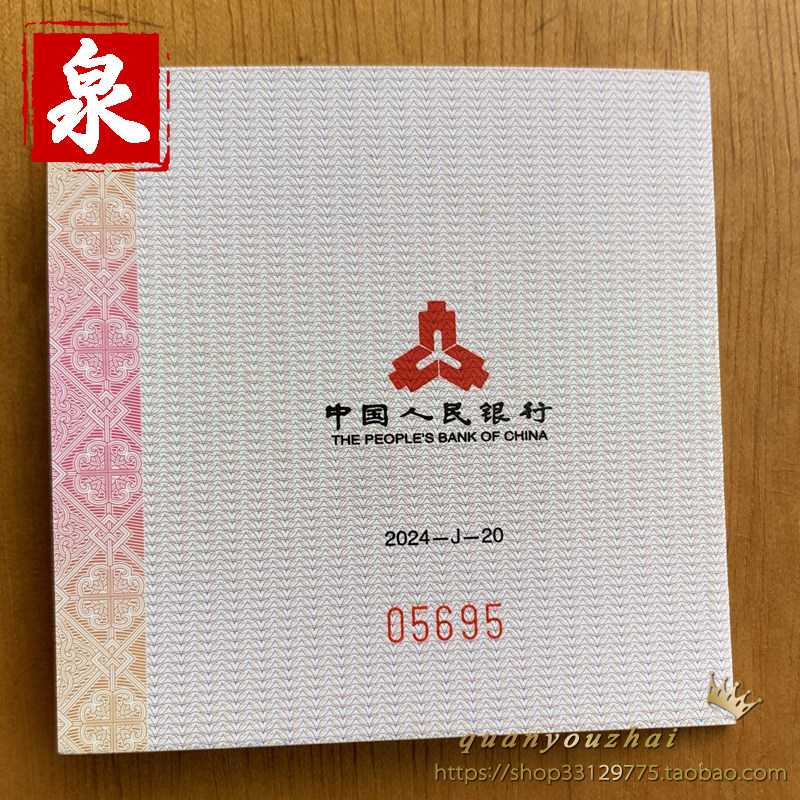 泉
中国人民银行
THE PEOPLE'S BANK OF CHINA
2024—J—20
05695
quanyouzhai
https://shop33129775.taobao.com